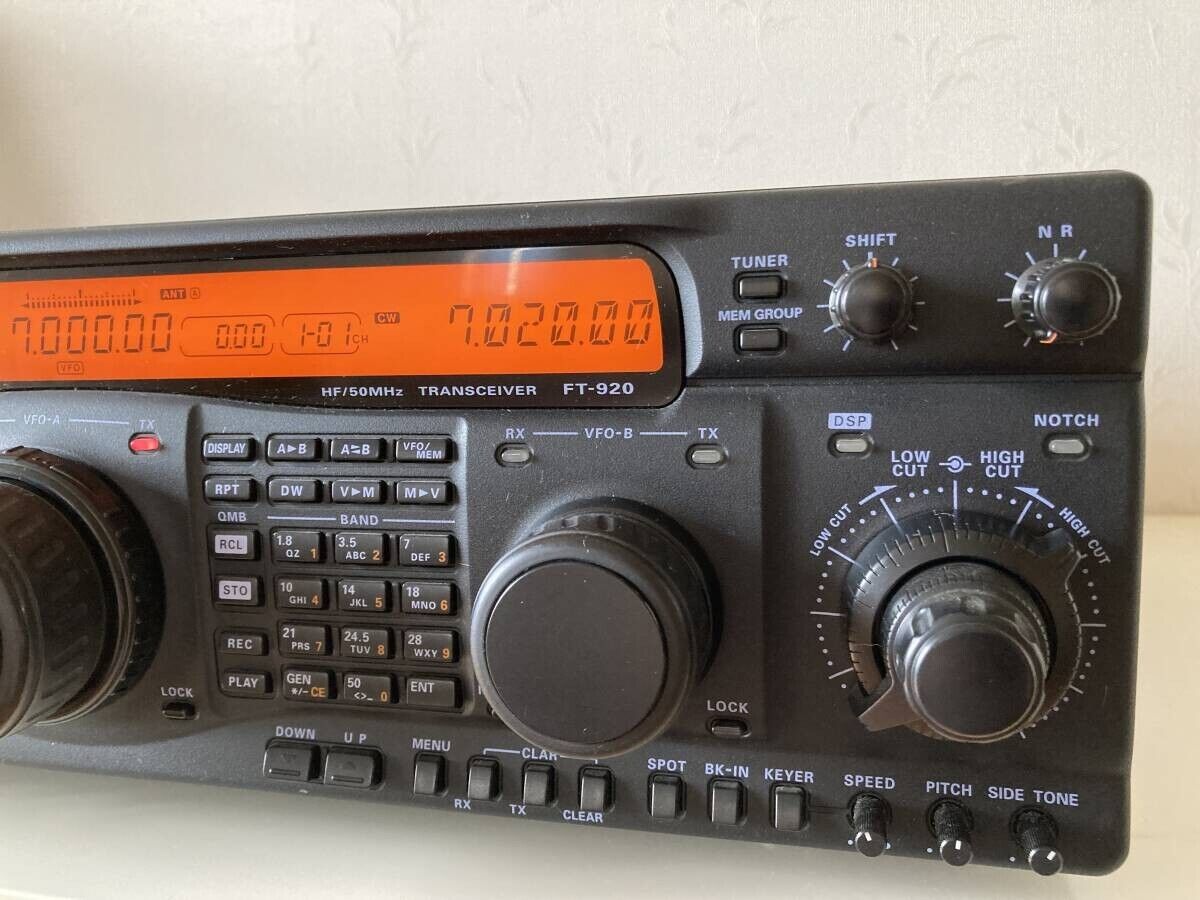 ANT A
7.000.00 0.00 1-01 CH CW 7.020.00
VFO
HF/50MHz TRANSCEIVER FT-920
TUNER
MEM GROUP
SHIFT
N R
VFO-A TX
DISPLAY A▶B A⇆B VFO/MEM
RPT DW V▶M M▶V
QMB BAND
RCL 1.8 QZ 1 3.5 ABC 2 7 DEF 3
STO 10 GHI 4 14 JKL 5 18 MNO 6
REC 21 PRS 7 24.5 TUV 8 28 WXY 9
PLAY GEN */− CE 50 <>_ 0 ENT
LOCK
RX VFO-B TX
LOCK
DSP
NOTCH
LOW CUT
HIGH CUT
LOW CUT
HIGH CUT
DOWN UP
MENU
CLAR
RX TX CLEAR
SPOT BK-IN KEYER
SPEED PITCH SIDE TONE